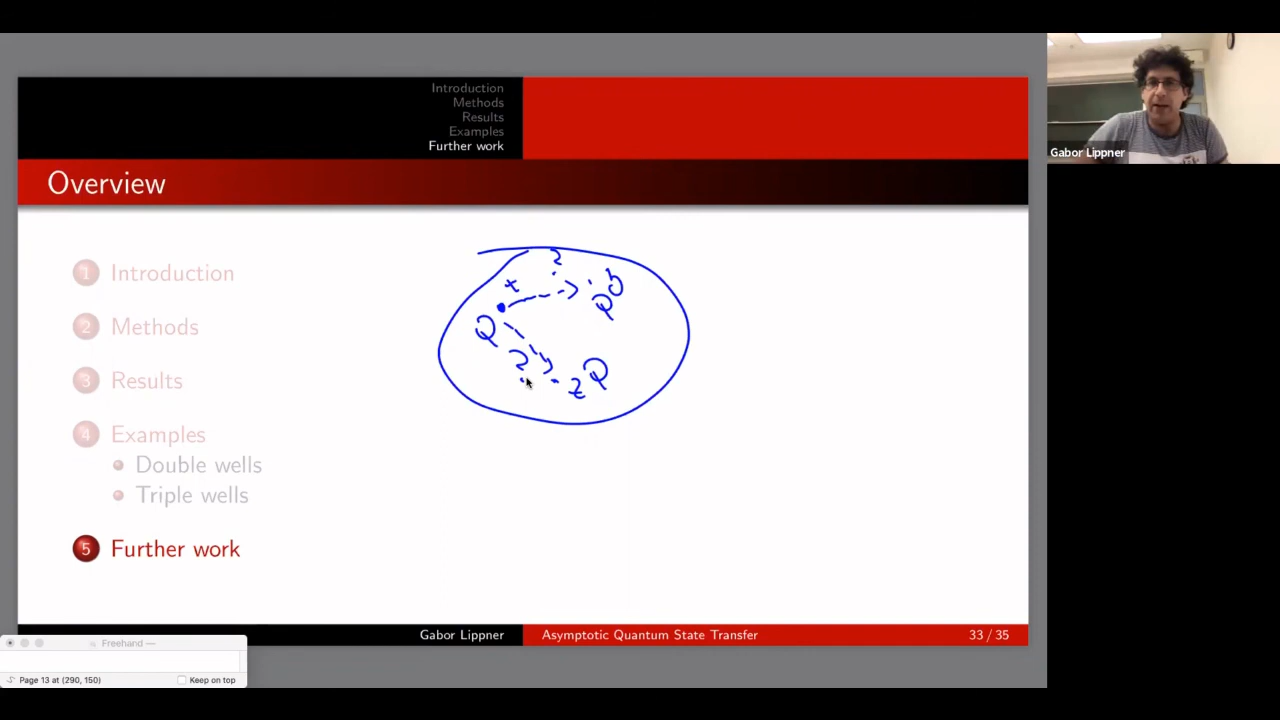 Introduction
Methods
Results
Examples
Further work
Gabor Lippner
Overview
1 Introduction
2 Methods
3 Results
4 Examples
Double wells
Triple wells
5 Further work
?
Q
Q
?
Q
Freehand —
Page 13 at (290, 150)
Keep on top
Gabor Lippner
Asymptotic Quantum State Transfer
33 / 35